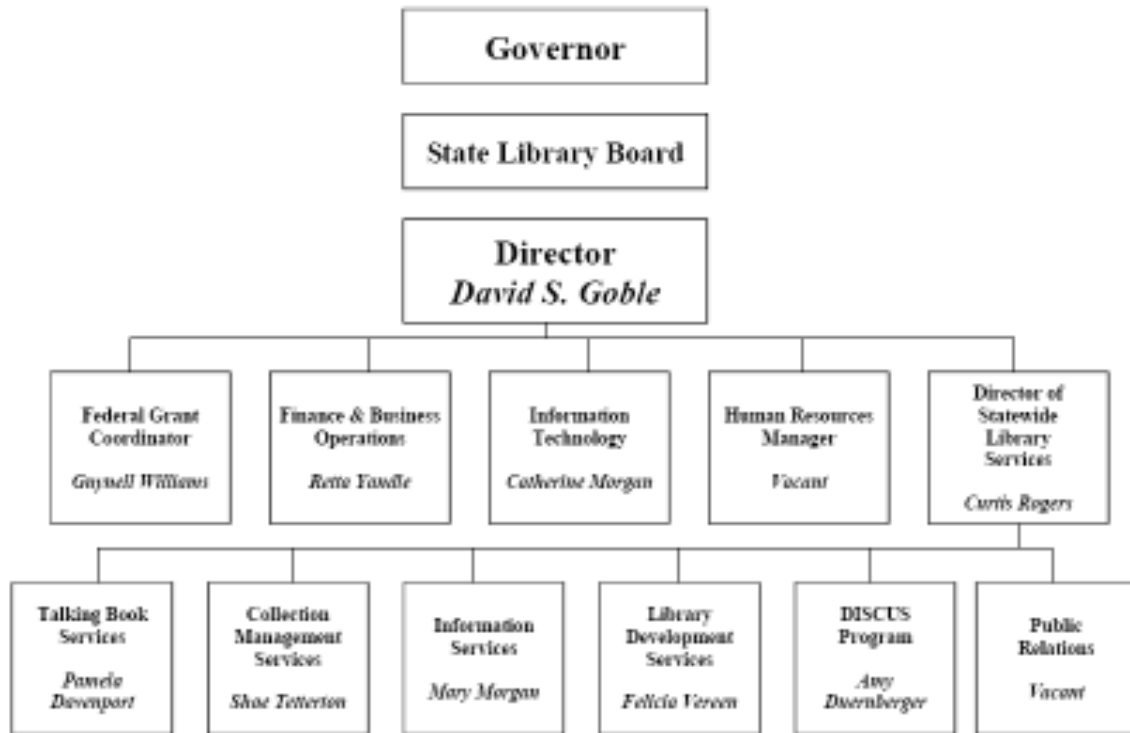 Governor
State Library Board
Director
David S. Goble
Federal Grant
Coordinator
Williams
Finance & Business
Operations
Retta Yandle
Information
Technology
Catherine Morgan
Human Resources
Manager
Vacant
Director of
Statewide
Library
Services
Curtis Rogers
Talking Book
Services
Pamela
Davenport
Collection
Management
Services
Shae Tetterton
Information
Services
Mary Morgan
Library
Development
Services
Felicia Vereen
DISCUS
Program
Amy
Duernberger
Public
Relations
Vacant